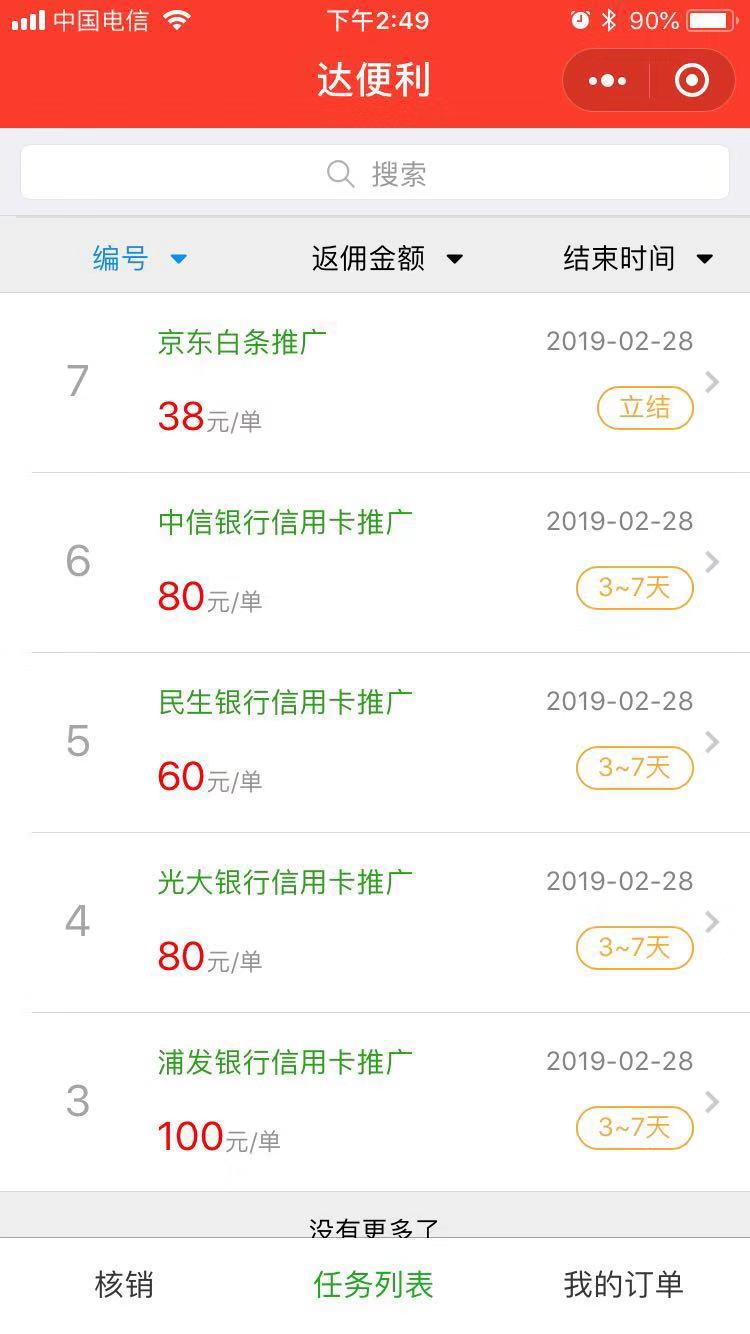 中国电信 下午2:49 90%
达便利
搜索
编号 返佣金额 结束时间
7 京东白条推广 2019-02-28
38元/单 立结
6 中信银行信用卡推广 2019-02-28
80元/单 3~7天
5 民生银行信用卡推广 2019-02-28
60元/单 3~7天
4 光大银行信用卡推广 2019-02-28
80元/单 3~7天
3 浦发银行信用卡推广 2019-02-28
100元/单 3~7天
没有更多了
核销 任务列表 我的订单